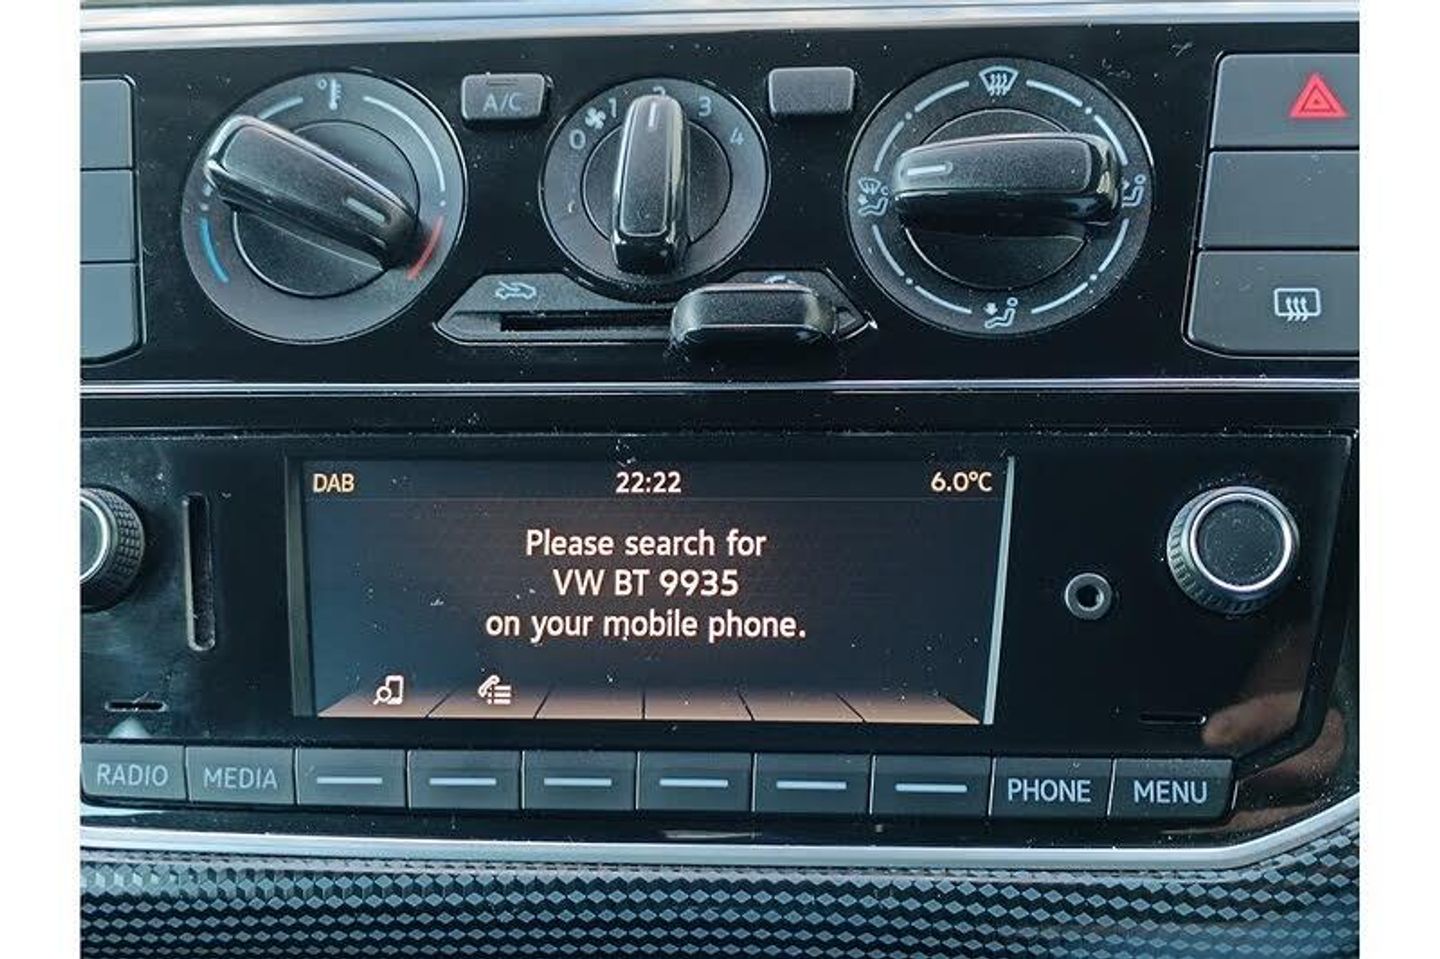 A/C
0 1 2 3 4
DAB 22:22 6.0°C
Please search for
VW BT 9935
on your mobile phone.
RADIO MEDIA PHONE MENU